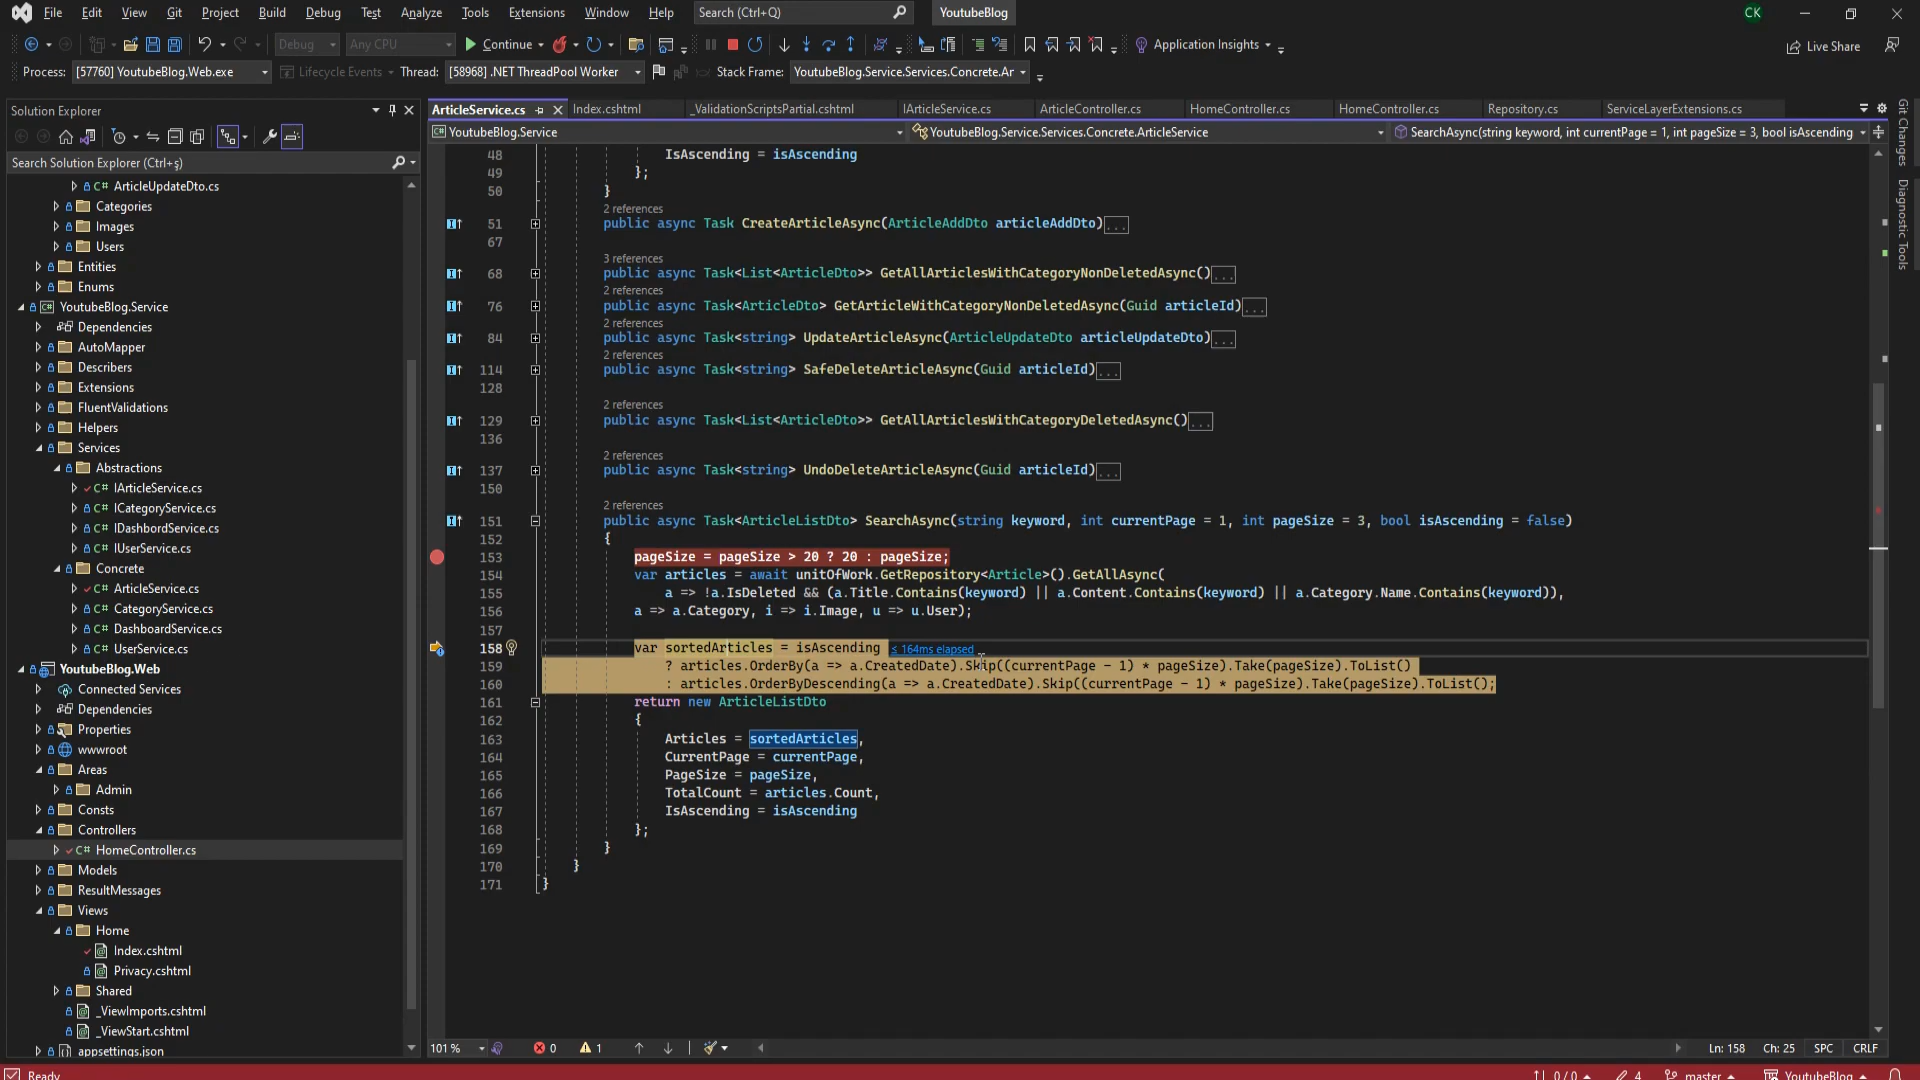 File Edit View Git Project Build Debug Test Analyze Tools Extensions Window Help Search (Ctrl+Q) YoutubeBlog CK
Debug Any CPU Continue Application Insights Live Share
Process: [57760] YoutubeBlog.Web.exe Lifecycle Events Thread: [58968] .NET ThreadPool Worker Stack Frame: YoutubeBlog.Service.Services.Concrete.Ar
Solution Explorer
Search Solution Explorer (Ctrl+ş)
C# ArticleUpdateDto.cs
Categories
Images
Users
Entities
Enums
YoutubeBlog.Service
Dependencies
AutoMapper
Describers
Extensions
FluentValidations
Helpers
Services
Abstractions
C# IArticleService.cs
C# ICategoryService.cs
C# IDashbordService.cs
C# IUserService.cs
Concrete
C# ArticleService.cs
C# CategoryService.cs
C# DashboardService.cs
C# UserService.cs
YoutubeBlog.Web
Connected Services
Dependencies
Properties
wwwroot
Areas
Admin
Consts
Controllers
C# HomeController.cs
Models
ResultMessages
Views
Home
Index.cshtml
Privacy.cshtml
Shared
_ViewImports.cshtml
_ViewStart.cshtml
appsettings.json
ArticleService.cs Index.cshtml _ValidationScriptsPartial.cshtml IArticleService.cs ArticleController.cs HomeController.cs HomeController.cs Repository.cs ServiceLayerExtensions.cs
YoutubeBlog.Service YoutubeBlog.Service.Services.Concrete.ArticleService SearchAsync(string keyword, int currentPage = 1, int pageSize = 3, bool isAscending
48 IsAscending = isAscending
49 };
50 }
2 references
51 public async Task CreateArticleAsync(ArticleAddDto articleAddDto)...
67
3 references
68 public async Task<List<ArticleDto>> GetAllArticlesWithCategoryNonDeletedAsync()...
2 references
76 public async Task<ArticleDto> GetArticleWithCategoryNonDeletedAsync(Guid articleId)...
2 references
84 public async Task<string> UpdateArticleAsync(ArticleUpdateDto articleUpdateDto)...
2 references
114 public async Task<string> SafeDeleteArticleAsync(Guid articleId)...
128
2 references
129 public async Task<List<ArticleDto>> GetAllArticlesWithCategoryDeletedAsync()...
136
2 references
137 public async Task<string> UndoDeleteArticleAsync(Guid articleId)...
150
2 references
151 public async Task<ArticleListDto> SearchAsync(string keyword, int currentPage = 1, int pageSize = 3, bool isAscending = false)
152 {
153 pageSize = pageSize > 20 ? 20 : pageSize;
154 var articles = await unitOfWork.GetRepository<Article>().GetAllAsync(
155 a => !a.IsDeleted && (a.Title.Contains(keyword) || a.Content.Contains(keyword) || a.Category.Name.Contains(keyword)),
156 a => a.Category, i => i.Image, u => u.User);
157
158 var sortedArticles = isAscending ≤ 164ms elapsed
159 ? articles.OrderBy(a => a.CreatedDate).Skip((currentPage - 1) * pageSize).Take(pageSize).ToList()
160 : articles.OrderByDescending(a => a.CreatedDate).Skip((currentPage - 1) * pageSize).Take(pageSize).ToList();
161 return new ArticleListDto
162 {
163 Articles = sortedArticles,
164 CurrentPage = currentPage,
165 PageSize = pageSize,
166 TotalCount = articles.Count,
167 IsAscending = isAscending
168 };
169 }
170 }
171 }
Git Changes
Diagnostic Tools
101 % 0 1 Ln: 158 Ch: 25 SPC CRLF
Ready 0 / 0 4 master YoutubeBlog